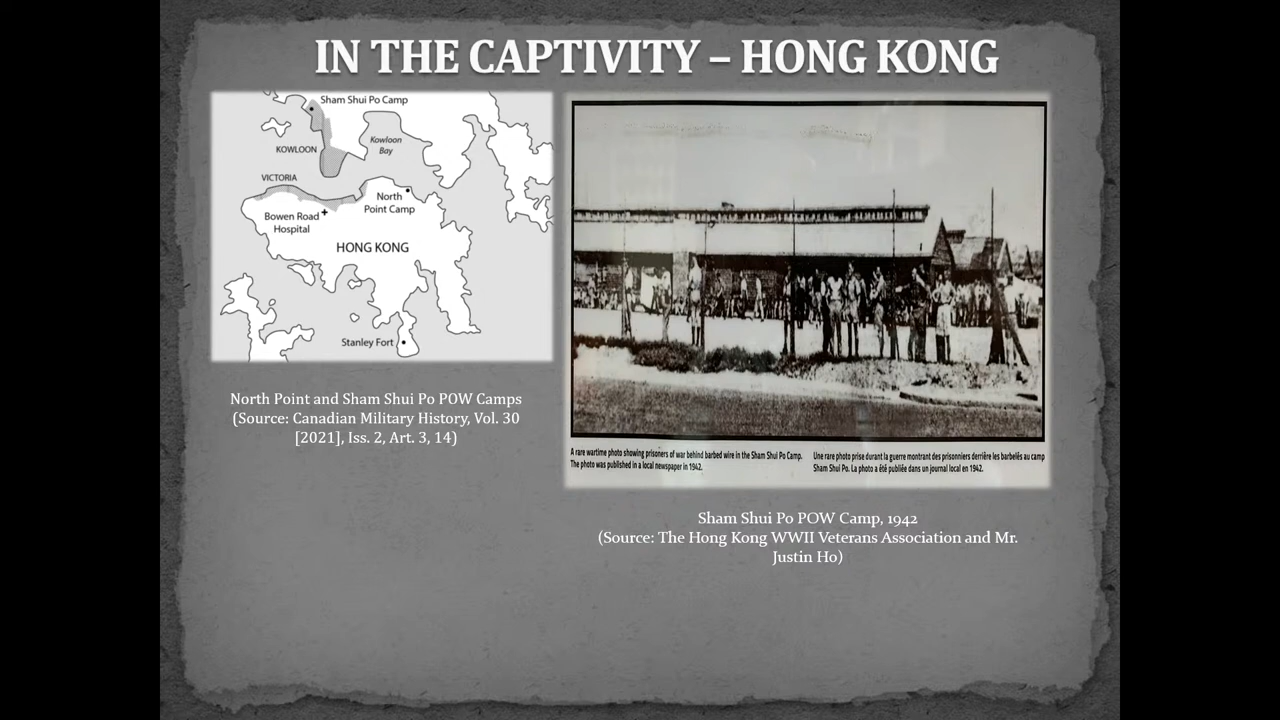 IN THE CAPTIVITY – HONG KONG
Sham Shui Po Camp
Kowloon
Bay
KOWLOON
VICTORIA
North
Point Camp
Bowen Road
Hospital
HONG KONG
Stanley Fort
North Point and Sham Shui Po POW Camps
(Source: Canadian Military History, Vol. 30
[2021], Iss. 2, Art. 3, 14)
A rare wartime photo showing prisoners of war behind barbed wire in the Sham Shui Po Camp.
The photo was published in a local newspaper in 1942.
Une rare photo prise durant la guerre montrant des prisonniers derrière les barbelés au camp
Sham Shui Po. La photo a été publiée dans un journal local en 1942.
Sham Shui Po POW Camp, 1942
(Source: The Hong Kong WWII Veterans Association and Mr.
Justin Ho)